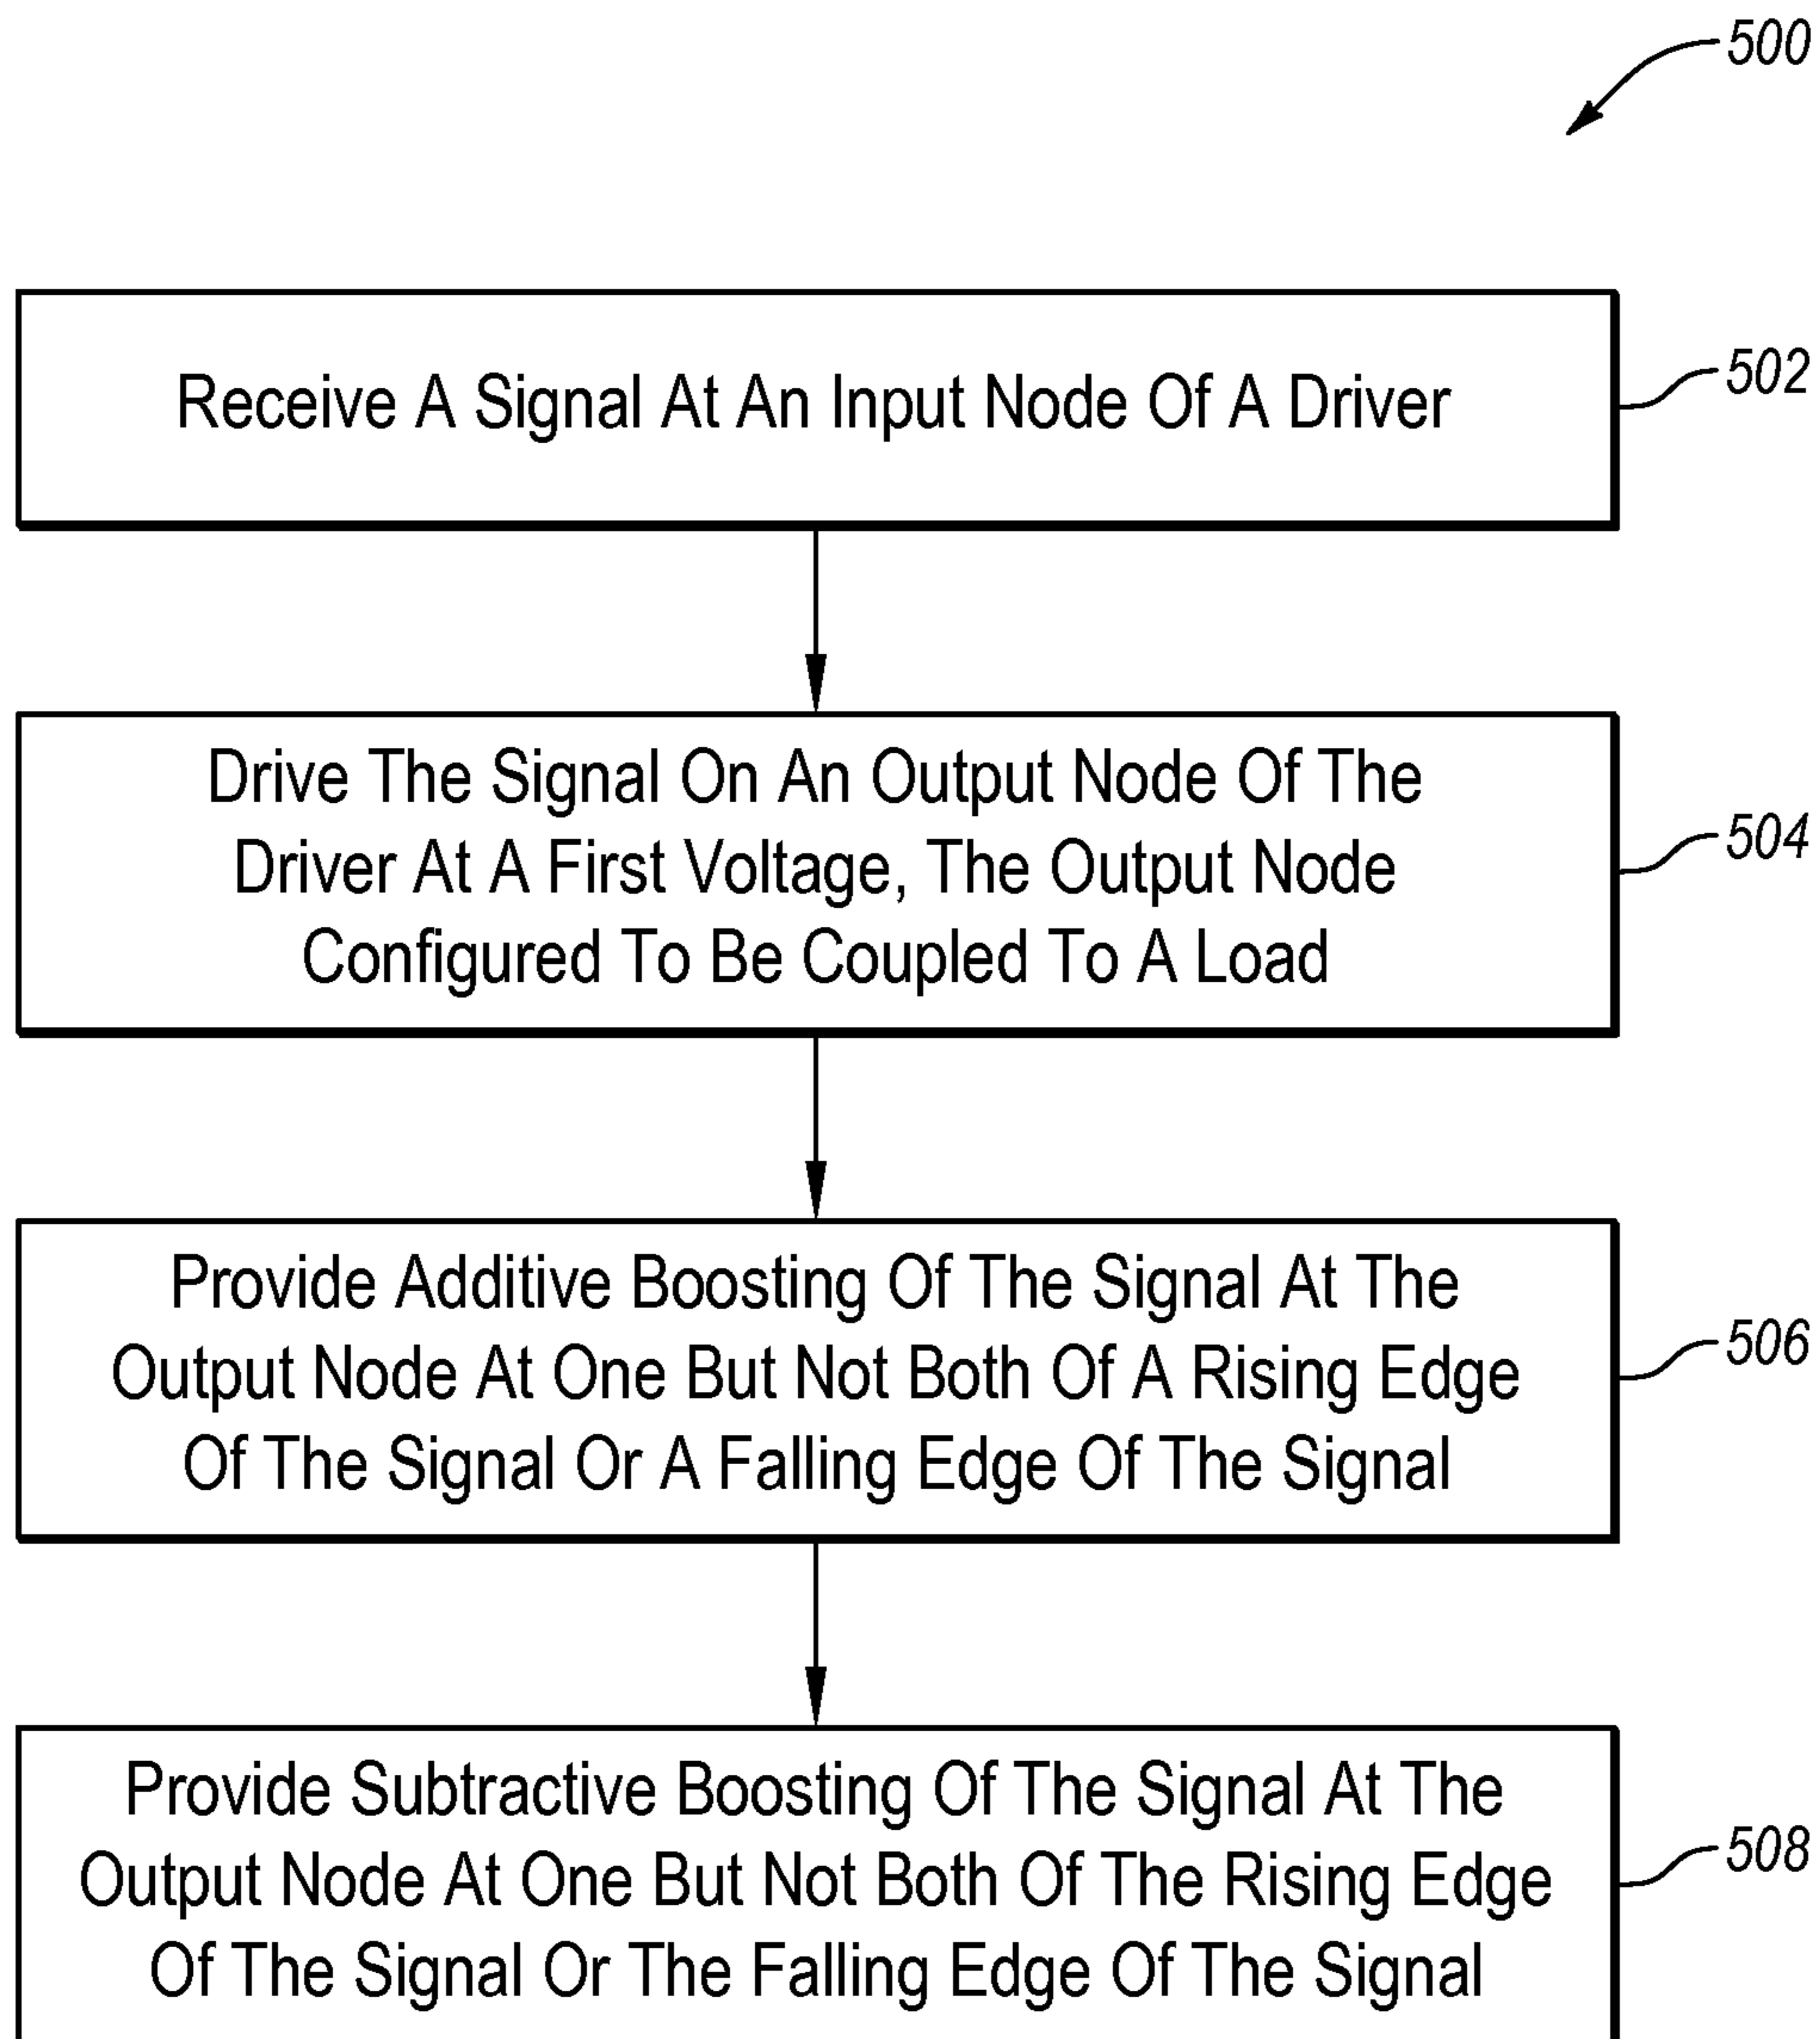 500
Receive A Signal At An Input Node Of A Driver
502
Drive The Signal On An Output Node Of The
Driver At A First Voltage, The Output Node
Configured To Be Coupled To A Load
504
Provide Additive Boosting Of The Signal At The
Output Node At One But Not Both Of A Rising Edge
Of The Signal Or A Falling Edge Of The Signal
506
Provide Subtractive Boosting Of The Signal At The
Output Node At One But Not Both Of The Rising Edge
Of The Signal Or The Falling Edge Of The Signal
508